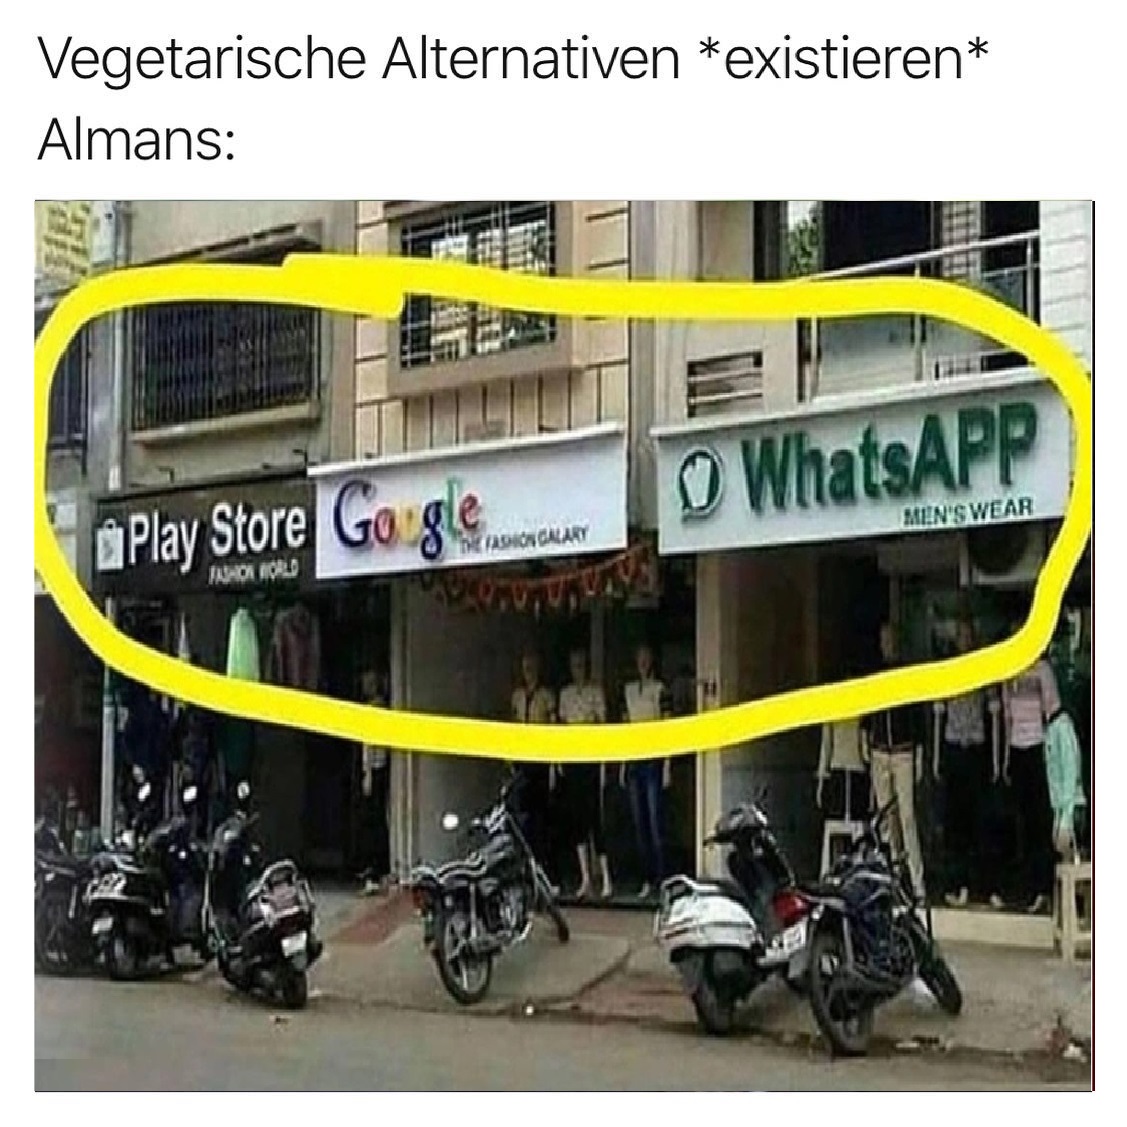 Vegetarische Alternativen *existieren*
Almans:
Play Store
FASHION WORLD
Google
THE FASHION GALARY
WhatsAPP
MEN'S WEAR